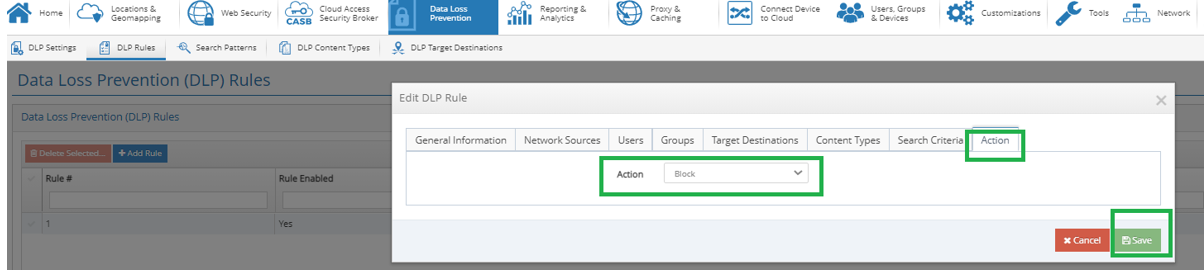 Home
Locations &
Geomapping
Web Security
CASB
Cloud Access
Security Broker
Data Loss
Prevention
Reporting &
Analytics
Proxy &
Caching
Connect Device
to Cloud
Users, Groups
& Devices
Customizations
Tools
Network
DLP Settings
DLP Rules
Search Patterns
DLP Content Types
DLP Target Destinations
Data Loss Prevention (DLP) Rules
Data Loss Prevention (DLP) Rules
Delete Selected...
+ Add Rule
Rule #
Rule Enabled
1
Yes
Edit DLP Rule
×
General Information
Network Sources
Users
Groups
Target Destinations
Content Types
Search Criteria
Action
Action
Block
Cancel
Save